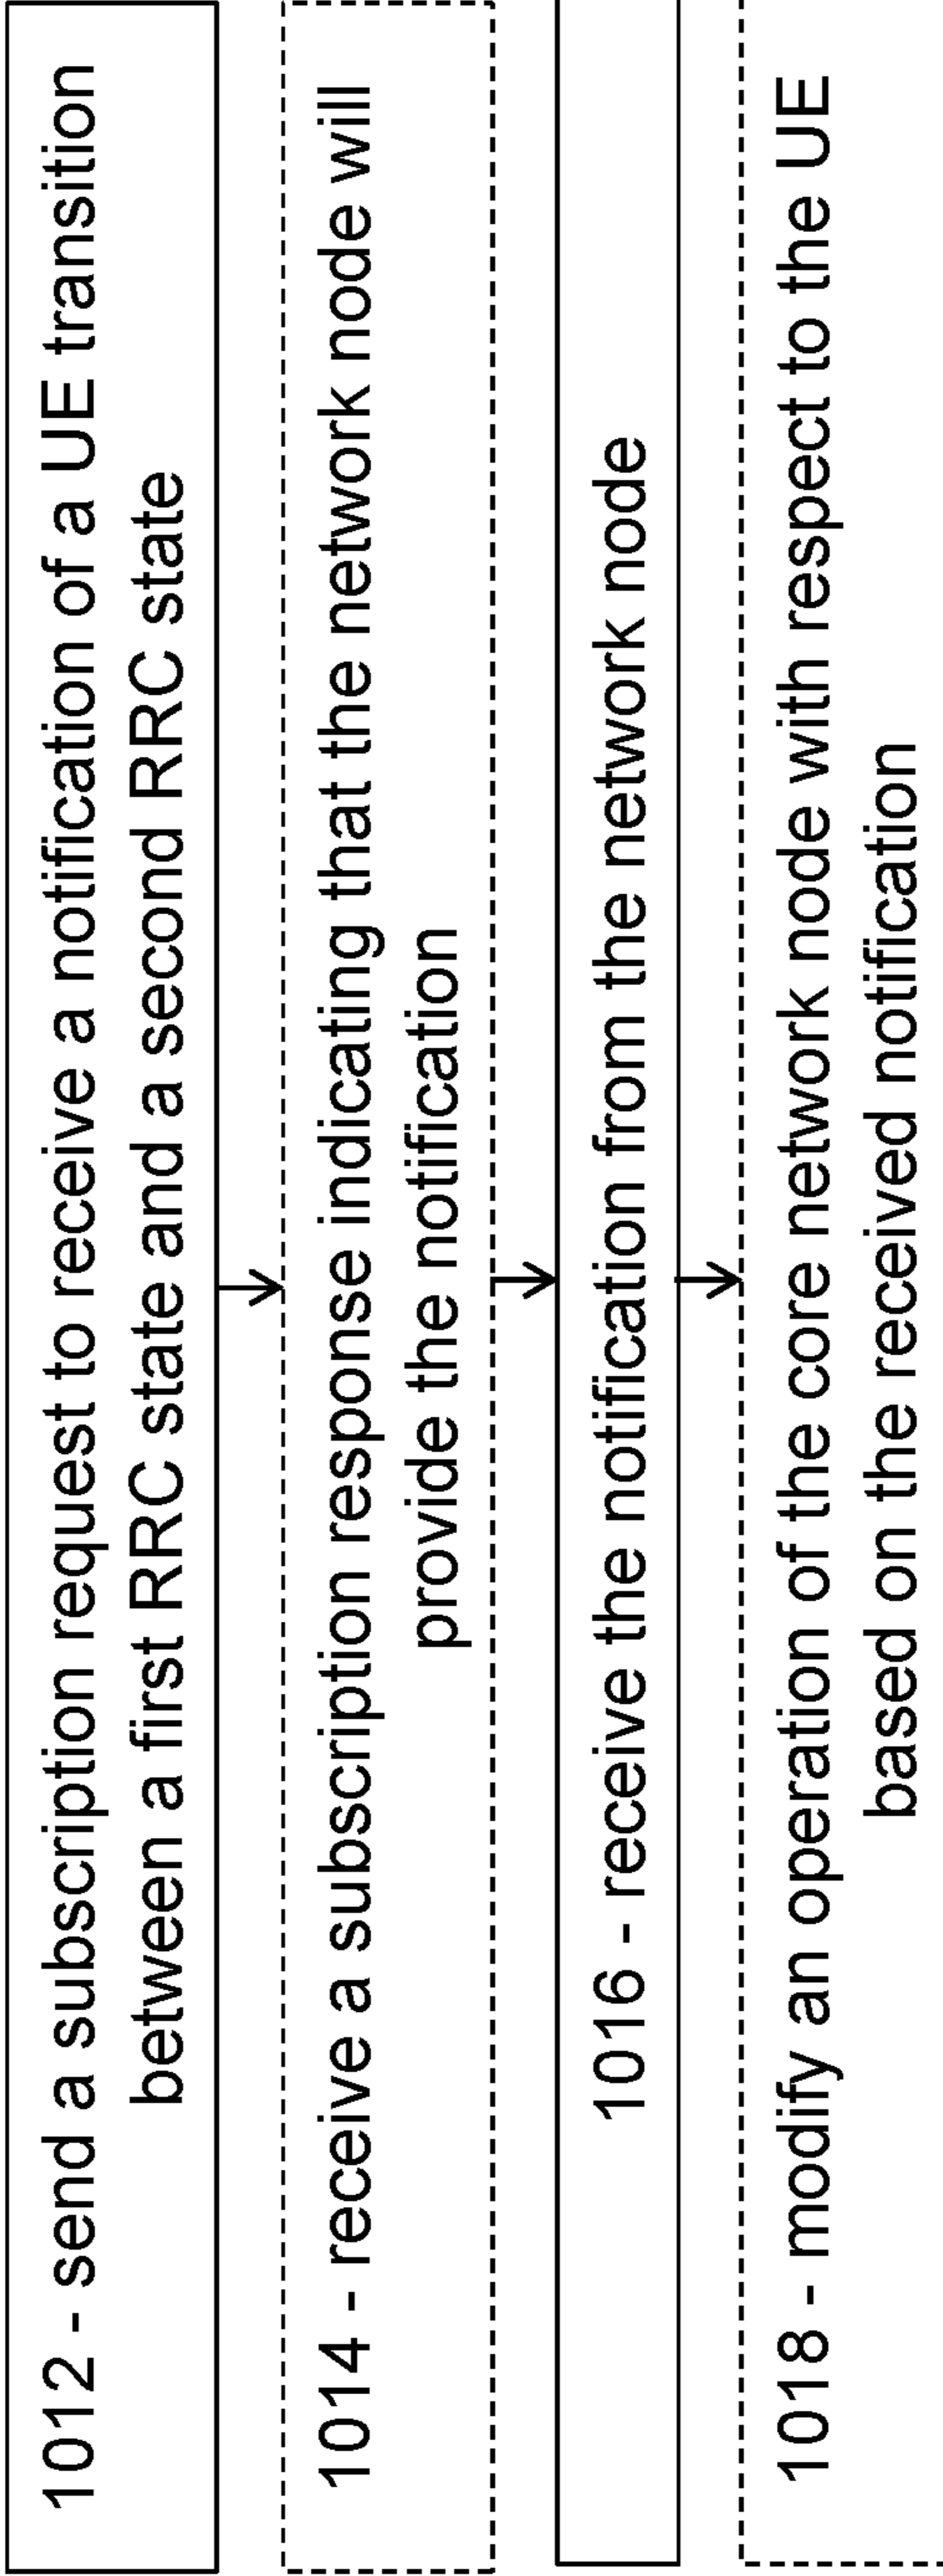 1012 - send a subscription request to receive a notification of a UE transition
between a first RRC state and a second RRC state
1014 - receive a subscription response indicating that the network node will
provide the notification
1016 - receive the notification from the network node
1018 - modify an operation of the core network node with respect to the UE
based on the received notification